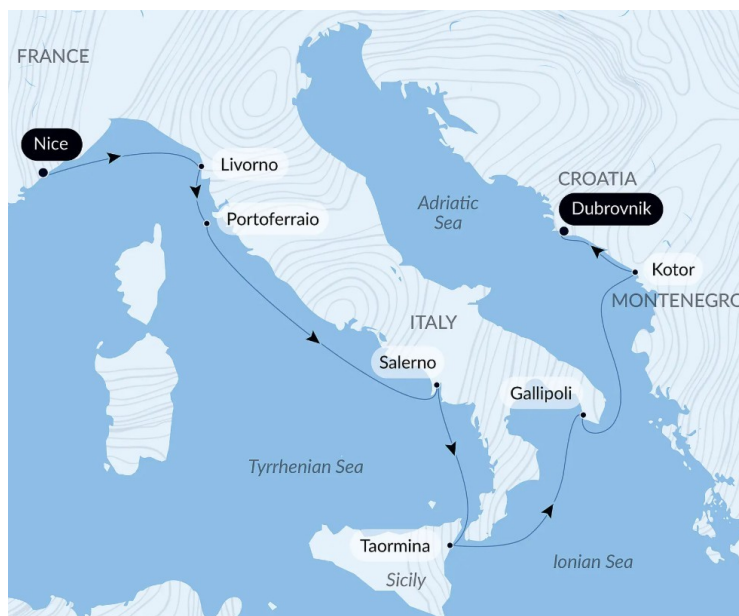 FRANCE
Nice
Livorno
Portoferraio
Adriatic
Sea
CROATIA
Dubrovnik
Kotor
MONTENEGRO
ITALY
Salerno
Gallipoli
Tyrrhenian Sea
Taormina
Sicily
Ionian Sea